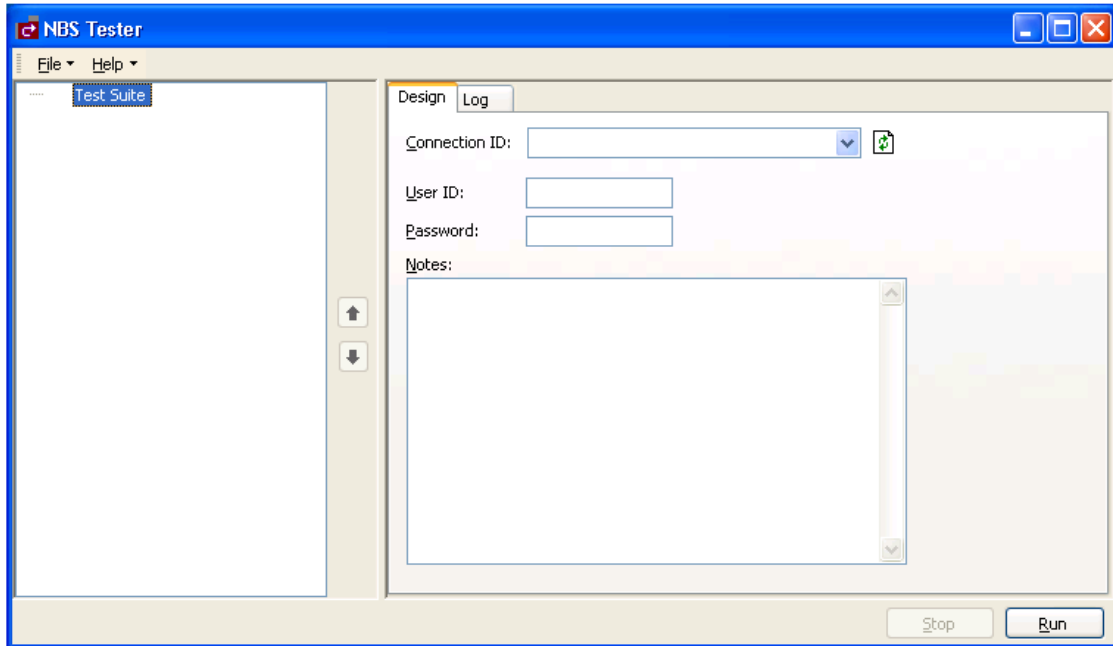 NBS Tester
File Help
Test Suite
Design Log
Connection ID:
User ID:
Password:
Notes:
Stop Run